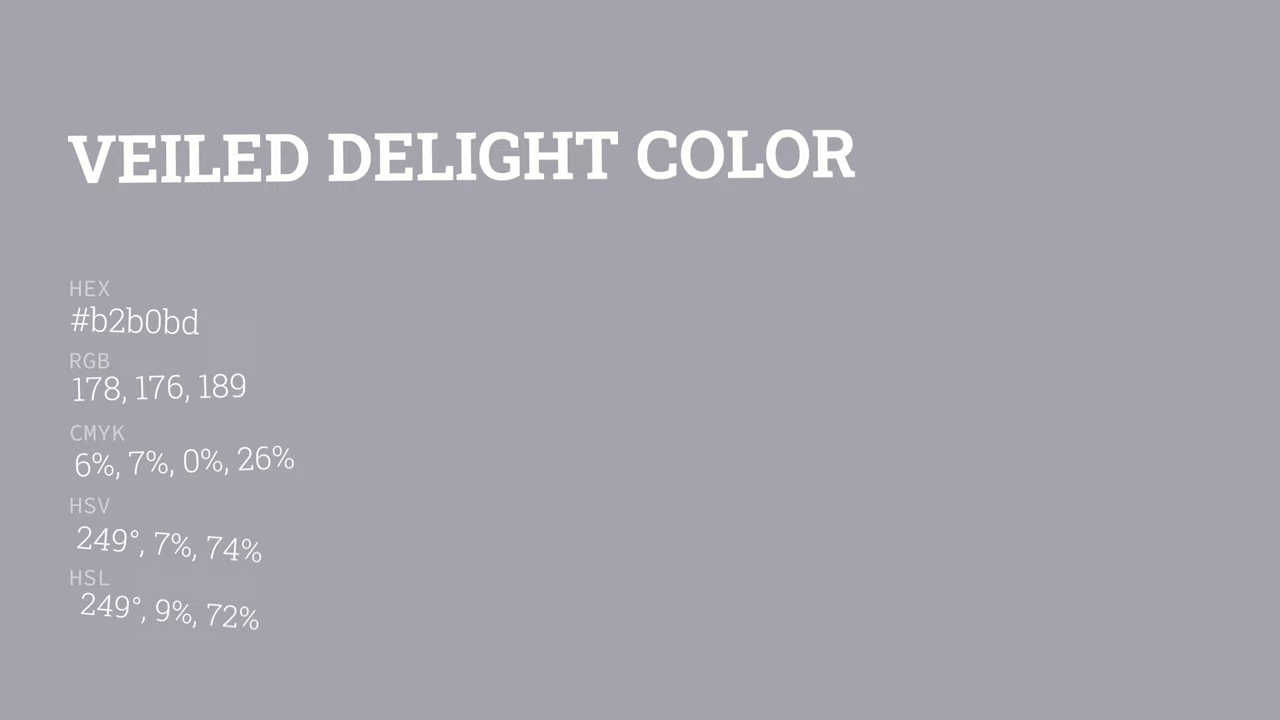 VEILED DELIGHT COLOR
HEX
#b2b0bd
RGB
178, 176, 189
CMYK
6%, 7%, 0%, 26%
HSV
249°, 7%, 74%
HSL
249°, 9%, 72%